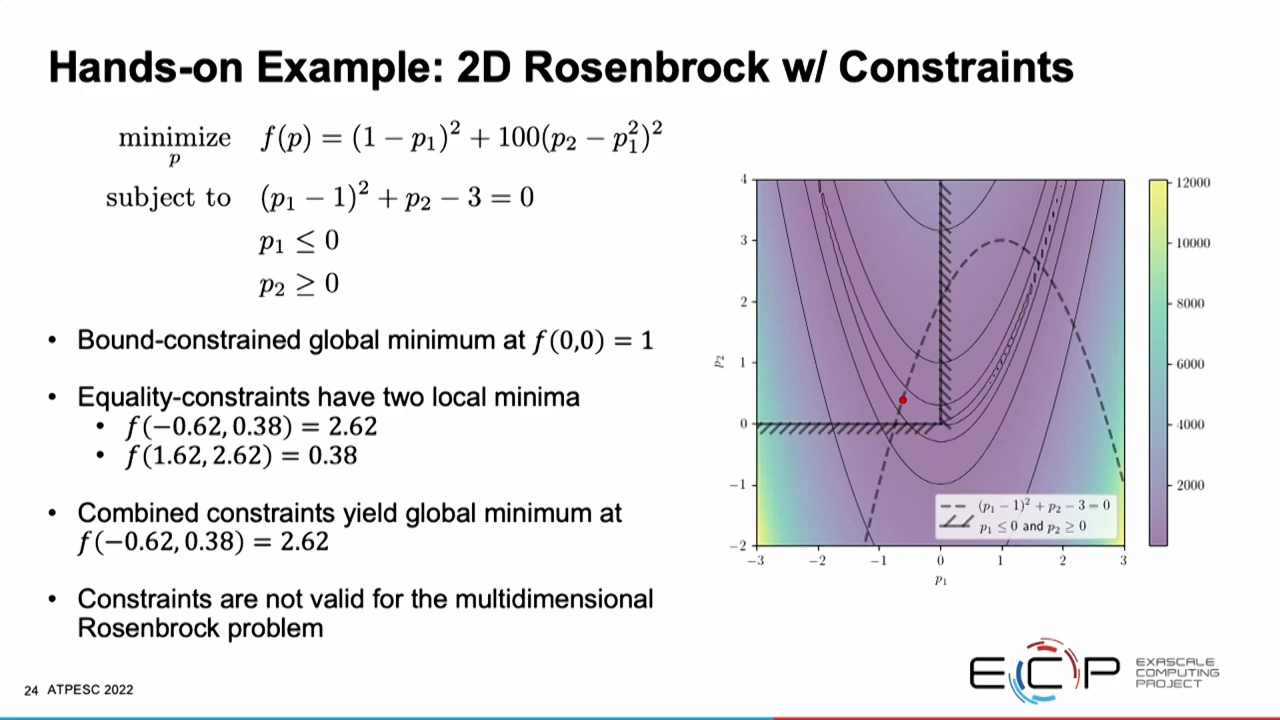 Hands-on Example: 2D Rosenbrock w/ Constraints
minimize f(p) = (1 − p₁)² + 100(p₂ − p₁²)²
p
subject to (p₁ − 1)² + p₂ − 3 = 0
p₁ ≤ 0
p₂ ≥ 0
• Bound-constrained global minimum at f(0,0) = 1
• Equality-constraints have two local minima
• f(−0.62, 0.38) = 2.62
• f(1.62, 2.62) = 0.38
• Combined constraints yield global minimum at
f(−0.62, 0.38) = 2.62
• Constraints are not valid for the multidimensional
Rosenbrock problem
4
3
2
1
0
−1
−2
p₂
−3 −2 −1 0 1 2 3
p₁
(p₁ − 1)² + p₂ − 3 = 0
p₁ ≤ 0 and p₂ ≥ 0
12000
10000
8000
6000
4000
2000
24 ATPESC 2022
ECP
EXASCALE
COMPUTING
PROJECT